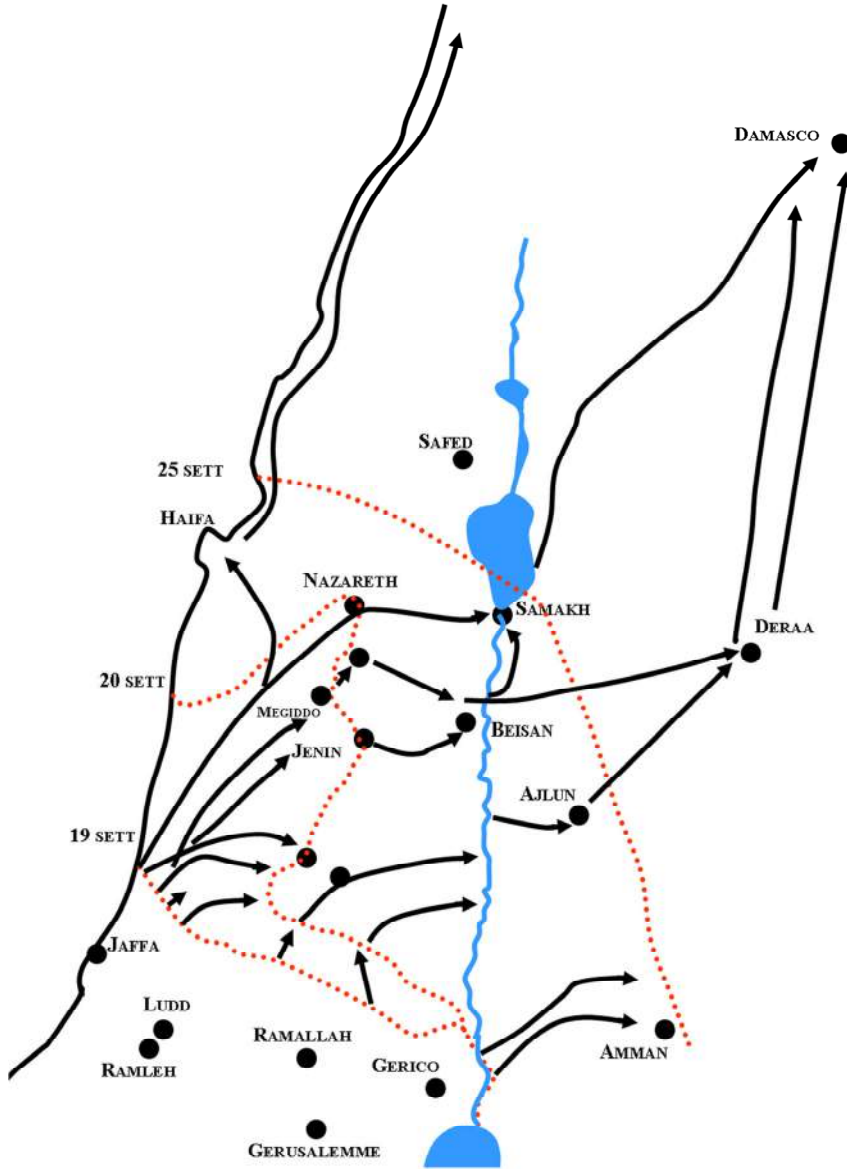 DAMASCO
SAFED
25 SETT
HAIFA
NAZARETH
SAMAKH
DERAA
20 SETT
MEGIDDO
BEISAN
JENIN
AJLUN
19 SETT
JAFFA
LUDD
RAMALLAH
AMMAN
RAMLEH
GERICO
GERUSALEMME